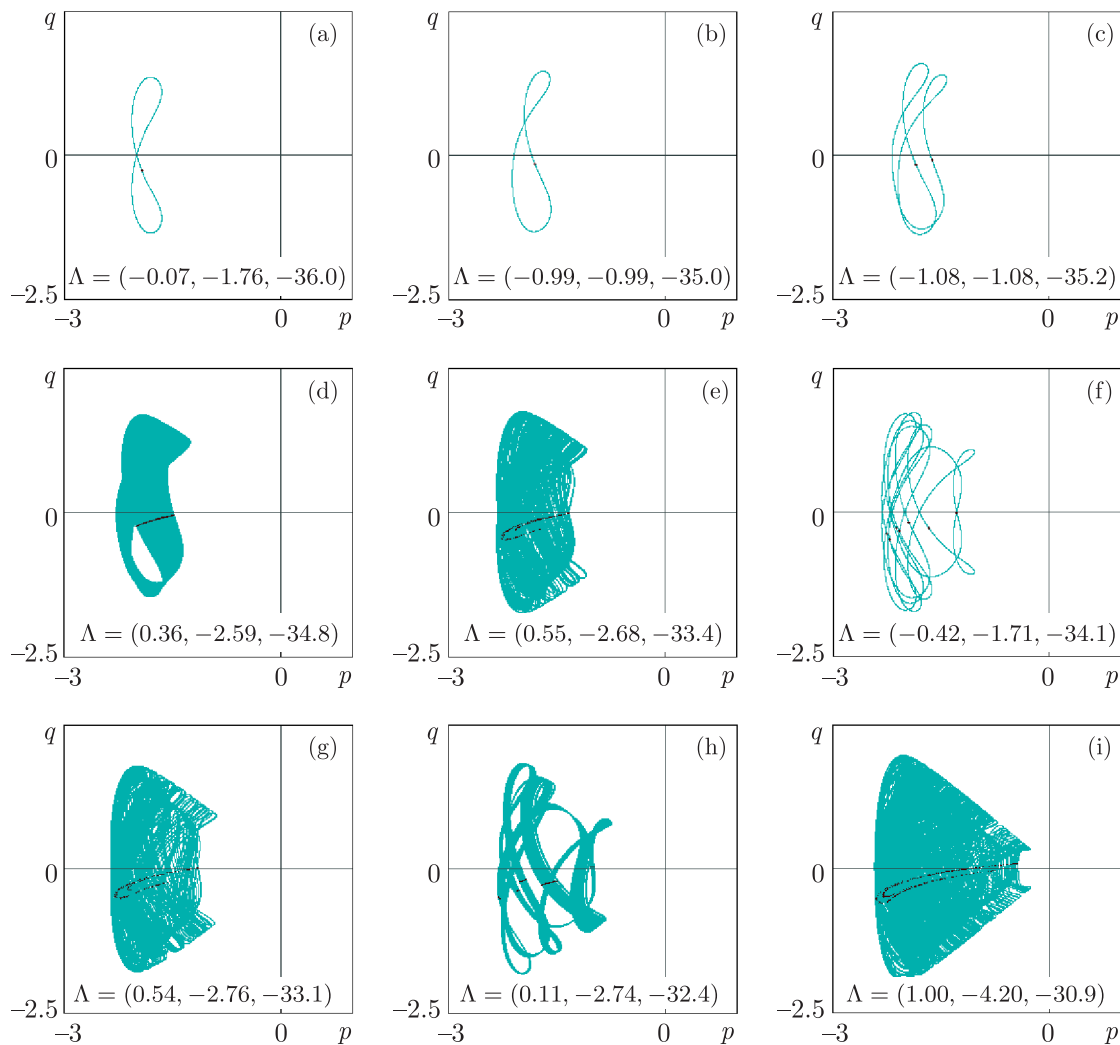 q (a)
0
Λ = (−0.07, −1.76, −36.0)
−2.5
−3 0 p
q (b)
0
Λ = (−0.99, −0.99, −35.0)
−2.5
−3 0 p
q (c)
0
Λ = (−1.08, −1.08, −35.2)
−2.5
−3 0 p
q (d)
0
Λ = (0.36, −2.59, −34.8)
−2.5
−3 0 p
q (e)
0
Λ = (0.55, −2.68, −33.4)
−2.5
−3 0 p
q (f)
0
Λ = (−0.42, −1.71, −34.1)
−2.5
−3 0 p
q (g)
0
Λ = (0.54, −2.76, −33.1)
−2.5
−3 0 p
q (h)
0
Λ = (0.11, −2.74, −32.4)
−2.5
−3 0 p
q (i)
0
Λ = (1.00, −4.20, −30.9)
−2.5
−3 0 p